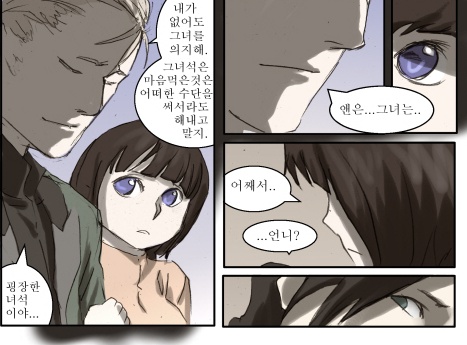 내가
없어도
그녀를
의지해.
그녀석은
마음먹은것은
어떠한 수단을
써서라도
해내고
말지.
굉장한
녀석
이야...
엔은...그녀는..
어째서..
...언니?